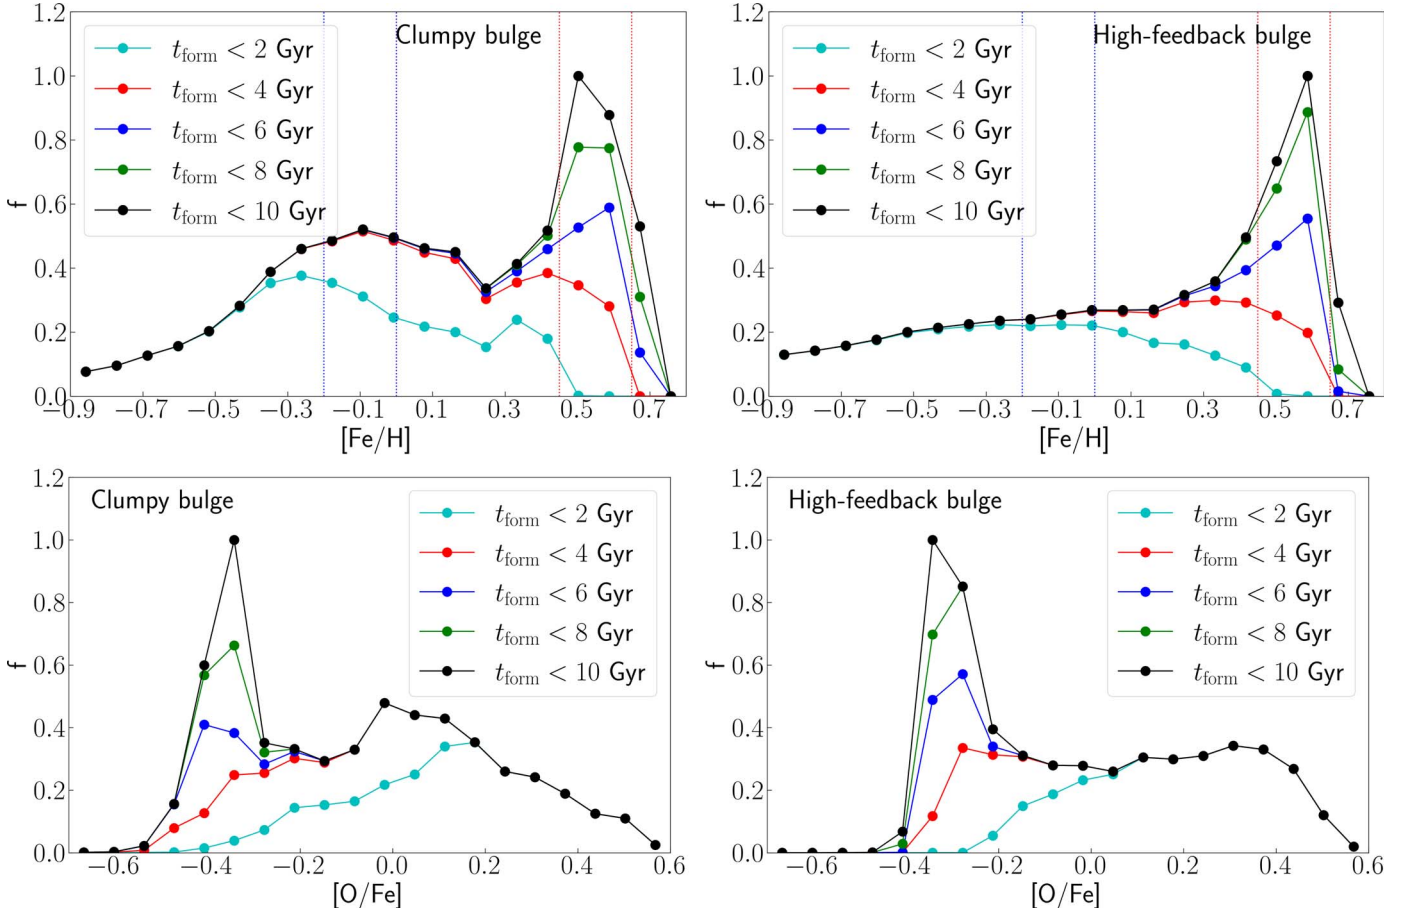 Clumpy bulge
t_form < 2 Gyr
t_form < 4 Gyr
t_form < 6 Gyr
t_form < 8 Gyr
t_form < 10 Gyr
1.2
1.0
0.8
0.6
0.4
0.2
0.0
f
−0.9 −0.7 −0.5 −0.3 −0.1 0.1 0.3 0.5 0.7
[Fe/H]
High-feedback bulge
t_form < 2 Gyr
t_form < 4 Gyr
t_form < 6 Gyr
t_form < 8 Gyr
t_form < 10 Gyr
1.2
1.0
0.8
0.6
0.4
0.2
0.0
f
−0.9 −0.7 −0.5 −0.3 −0.1 0.1 0.3 0.5 0.7
[Fe/H]
Clumpy bulge
t_form < 2 Gyr
t_form < 4 Gyr
t_form < 6 Gyr
t_form < 8 Gyr
t_form < 10 Gyr
1.2
1.0
0.8
0.6
0.4
0.2
0.0
f
−0.6 −0.4 −0.2 0.0 0.2 0.4 0.6
[O/Fe]
High-feedback bulge
t_form < 2 Gyr
t_form < 4 Gyr
t_form < 6 Gyr
t_form < 8 Gyr
t_form < 10 Gyr
1.2
1.0
0.8
0.6
0.4
0.2
0.0
f
−0.6 −0.4 −0.2 0.0 0.2 0.4 0.6
[O/Fe]